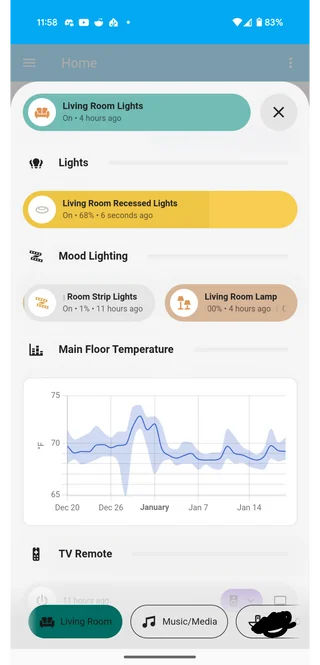 11:58
83%
Home
Living Room Lights
On • 4 hours ago
Lights
Living Room Recessed Lights
On • 68% • 6 seconds ago
Mood Lighting
Room Strip Lights
On • 1% • 11 hours ago
Living Room Lamp
00% • 4 hours ago
Main Floor Temperature
75
70
65
°F
Dec 20 Dec 26 January Jan 7 Jan 14
TV Remote
11 hours ago
Living Room
Music/Media